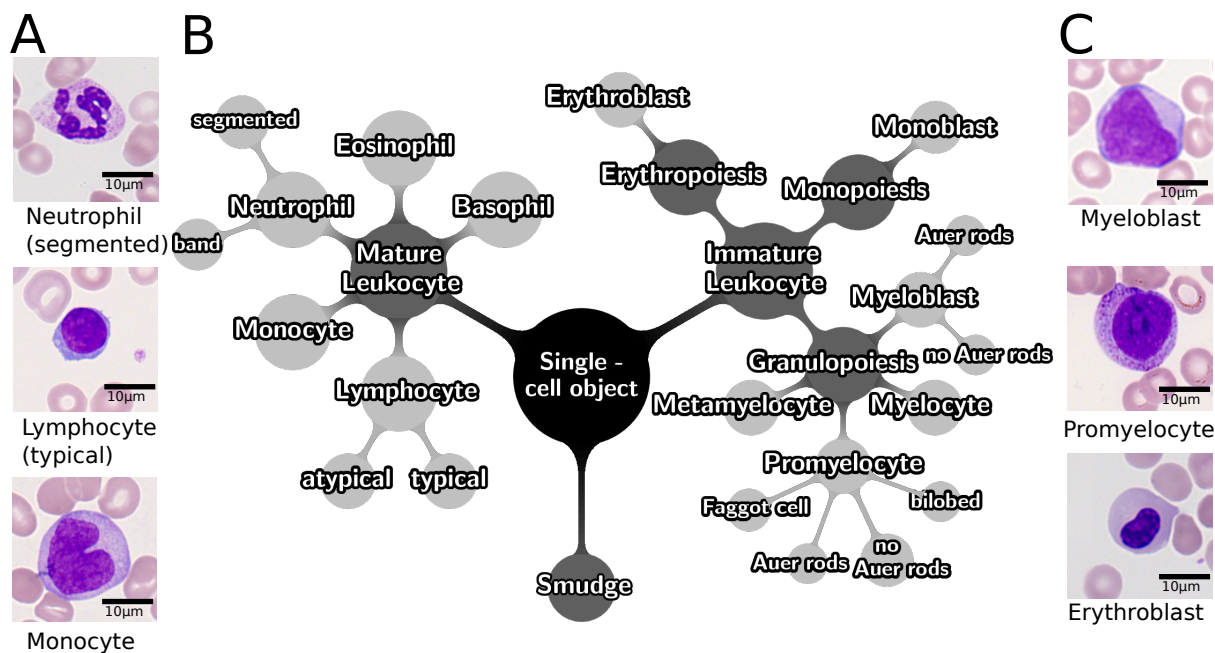 A
10µm
Neutrophil
(segmented)
10µm
Lymphocyte
(typical)
10µm
Monocyte
B
segmented
Eosinophil
Neutrophil
Basophil
band
Mature
Leukocyte
Monocyte
Lymphocyte
atypical
typical
Single -
cell object
Smudge
Erythroblast
Erythropoiesis
Monoblast
Monopoiesis
Immature
Leukocyte
Auer rods
Myeloblast
no Auer rods
Granulopoiesis
Metamyelocyte
Myelocyte
Promyelocyte
Faggot cell
bilobed
Auer rods
no
Auer rods
C
10µm
Myeloblast
10µm
Promyelocyte
10µm
Erythroblast